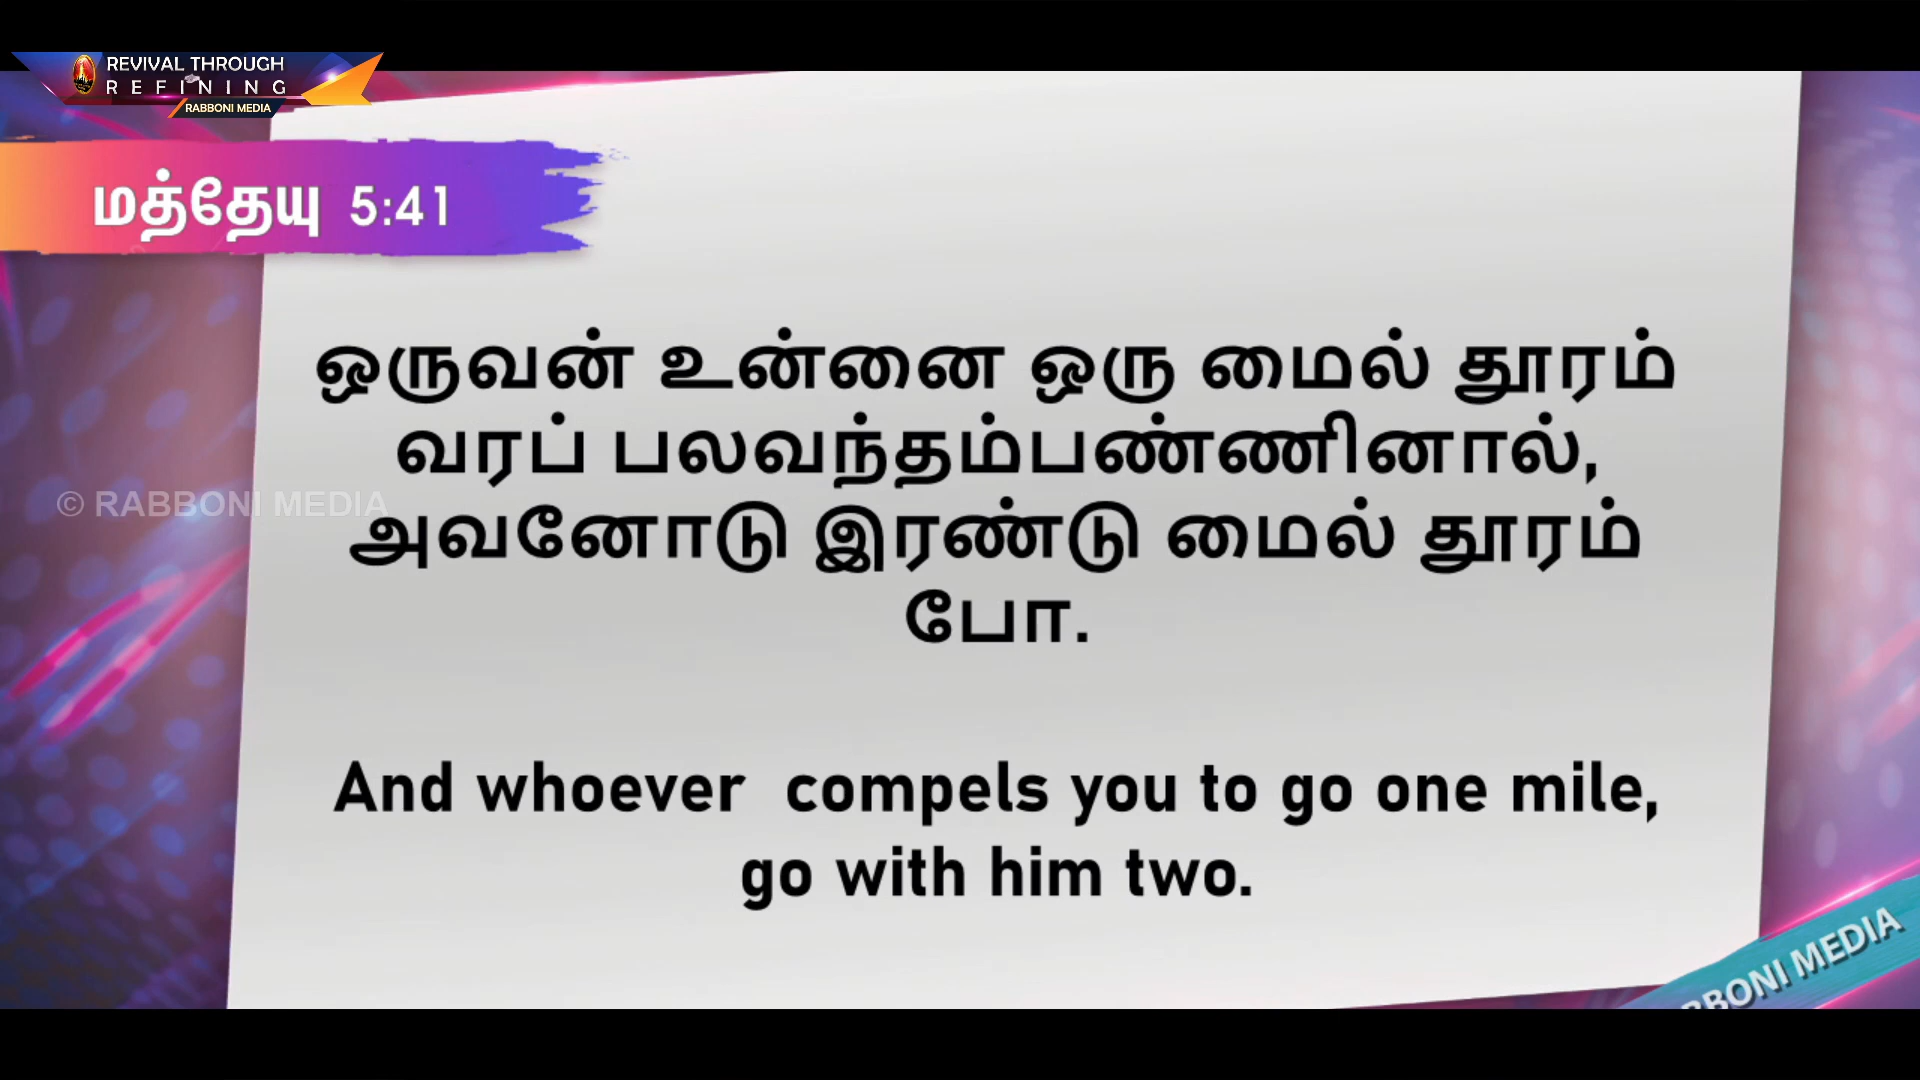 REVIVAL THROUGH
REFINING
RABBONI MEDIA
மத்தேயு 5:41
ஒருவன் உன்னை ஒரு மைல் தூரம்
வரப் பலவந்தம்பண்ணினால்,
© RABBONI MEDIA
அவனோடு இரண்டு மைல் தூரம்
போ.
And whoever compels you to go one mile,
go with him two.
BBONI MEDIA